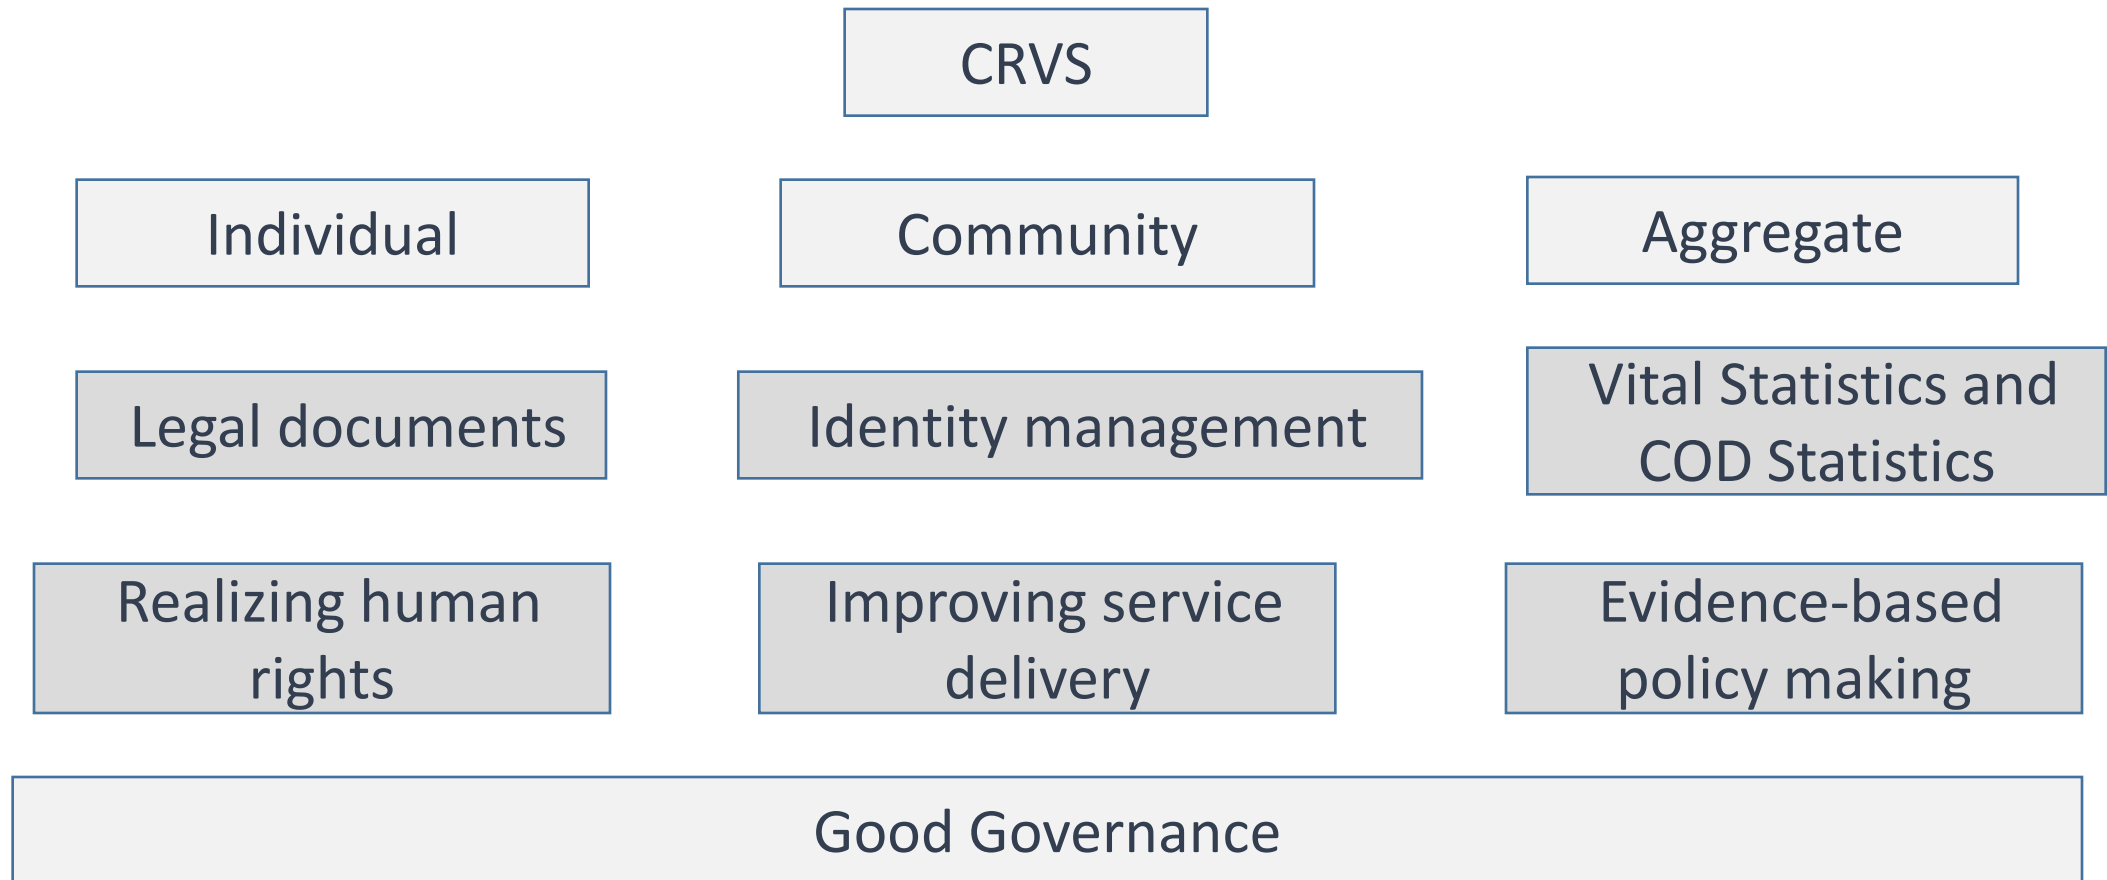 CRVS
Individual
Community
Aggregate
Legal documents
Identity management
Vital Statistics and
COD Statistics
Realizing human
rights
Improving service
delivery
Evidence-based
policy making
Good Governance